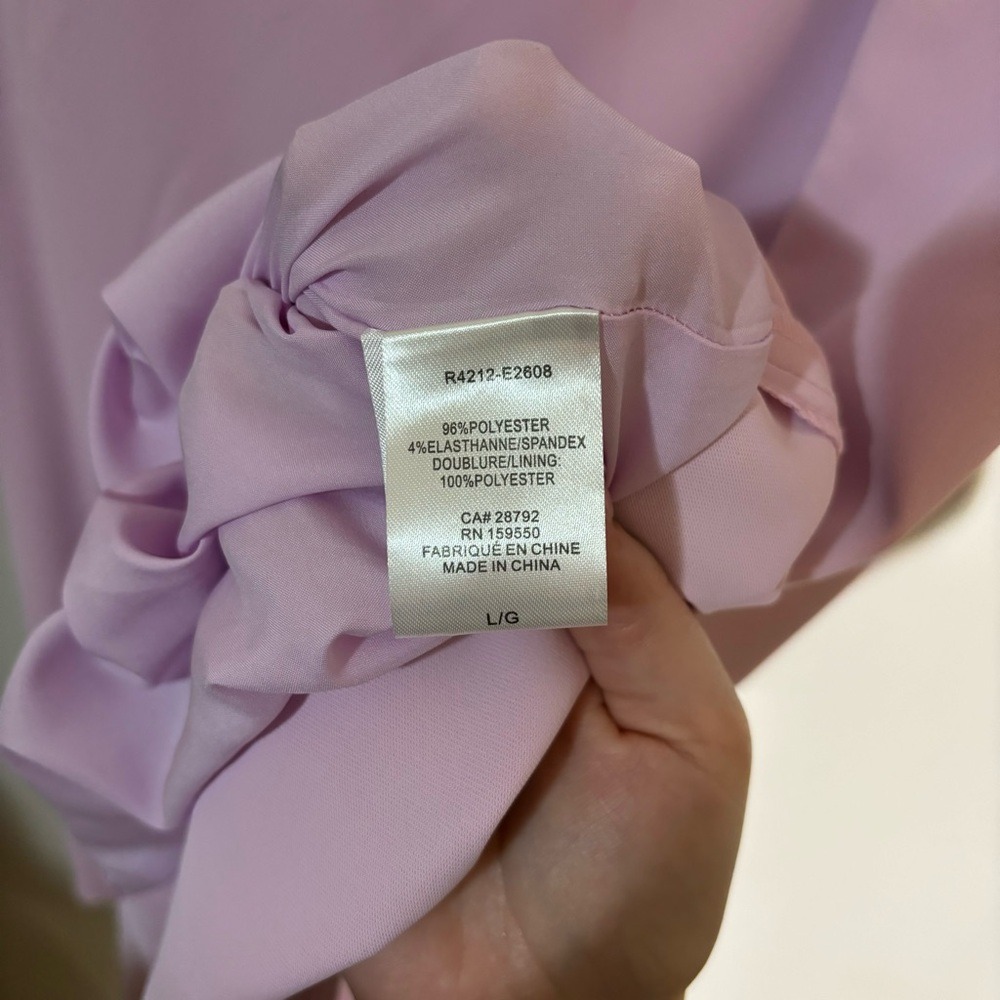 R4212-E2608
96%POLYESTER
4%ELASTHANNE/SPANDEX
DOUBLURE/LINING:
100%POLYESTER
CA# 28792
RN 159550
FABRIQUÉ EN CHINE
MADE IN CHINA
L/G